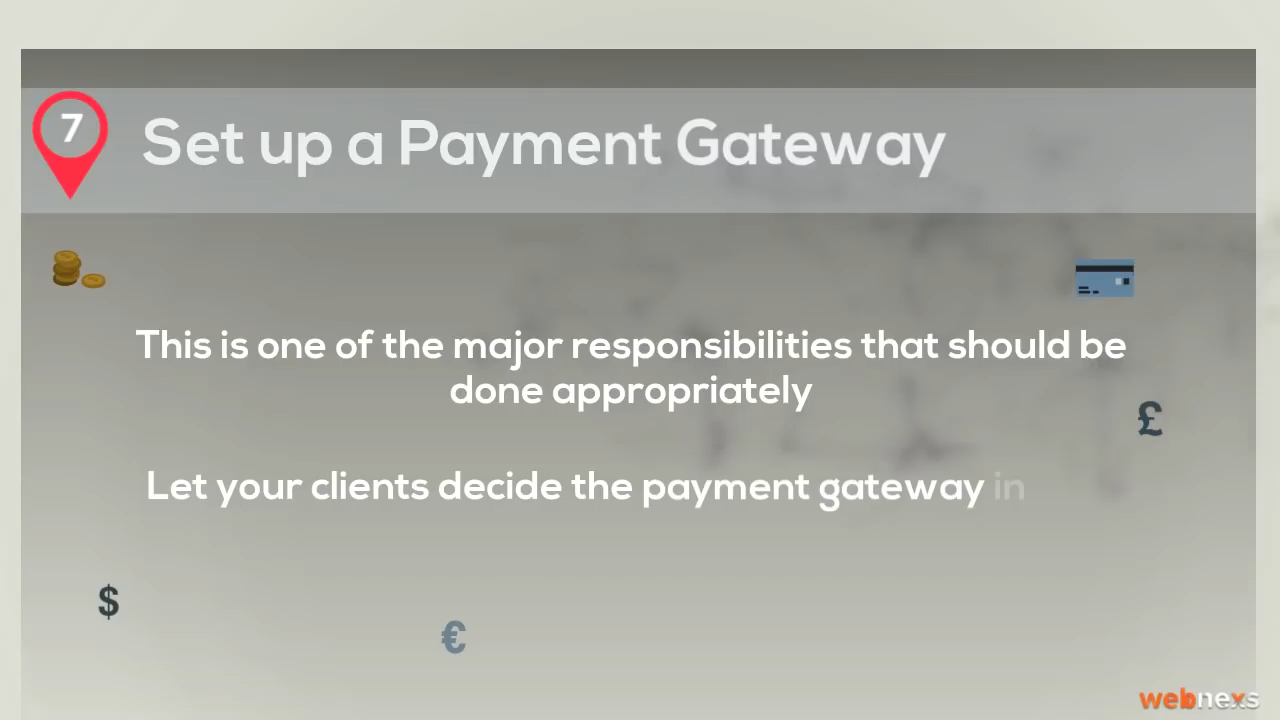 7
Set up a Payment Gateway
This is one of the major responsibilities that should be
done appropriately
£
Let your clients decide the payment gateway in
$
€
webnexs